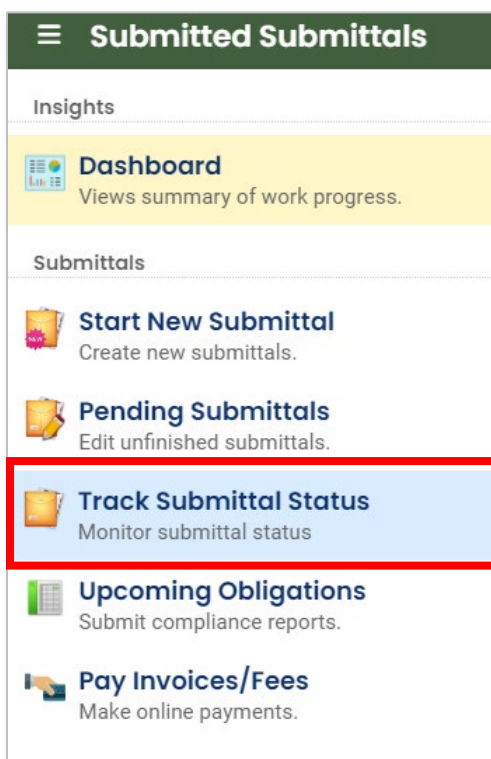 Submitted Submittals
Insights
Dashboard
Views summary of work progress.
Submittals
NEW
Start New Submittal
Create new submittals.
Pending Submittals
Edit unfinished submittals.
Track Submittal Status
Monitor submittal status
Upcoming Obligations
Submit compliance reports.
Pay Invoices/Fees
Make online payments.